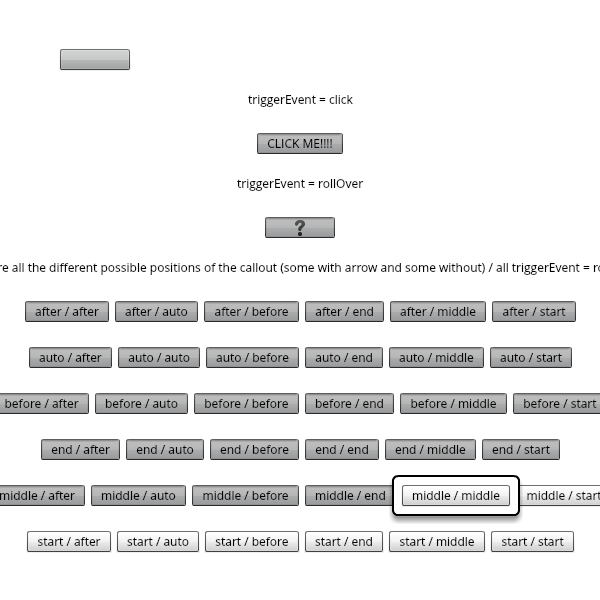 triggerEvent = click
CLICK ME!!!!
triggerEvent = rollOver
?
all the different possible positions of the callout (some with arrow and some without) / all triggerEvent =
after / after after / auto after / before after / end after / middle after / start
auto / after auto / auto auto / before auto / end auto / middle auto / start
before / after before / auto before / before before / end before / middle before / start
end / after end / auto end / before end / end end / middle end / start
middle / after middle / auto middle / before middle / end middle / middle middle / start
start / after start / auto start / before start / end start / middle start / start